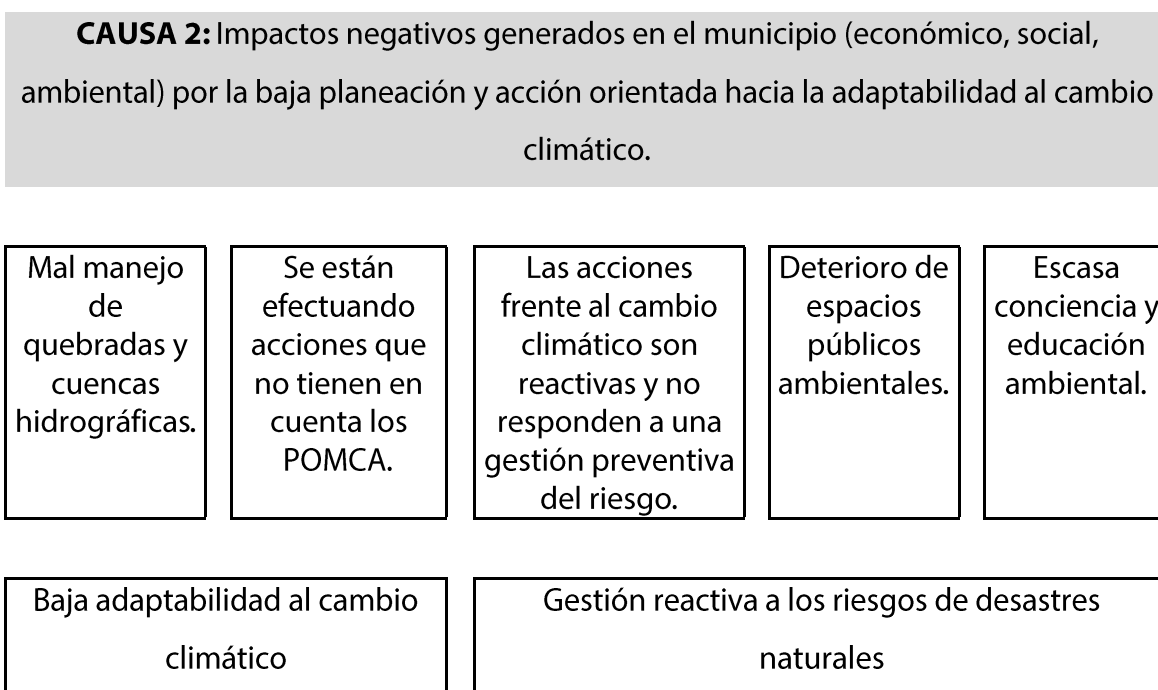 CAUSA 2: Impactos negativos generados en el municipio (económico, social,
ambiental) por la baja planeación y acción orientada hacia la adaptabilidad al cambio
climático.
Mal manejo
de
quebradas y
cuencas
hidrográficas.
Se están
efectuando
acciones que
no tienen en
cuenta los
POMCA.
Las acciones
frente al cambio
climático son
reactivas y no
responden a una
gestión preventiva
del riesgo.
Deterioro de
espacios
públicos
ambientales.
Escasa
conciencia y
educación
ambiental.
Baja adaptabilidad al cambio
climático
Gestión reactiva a los riesgos de desastres
naturales